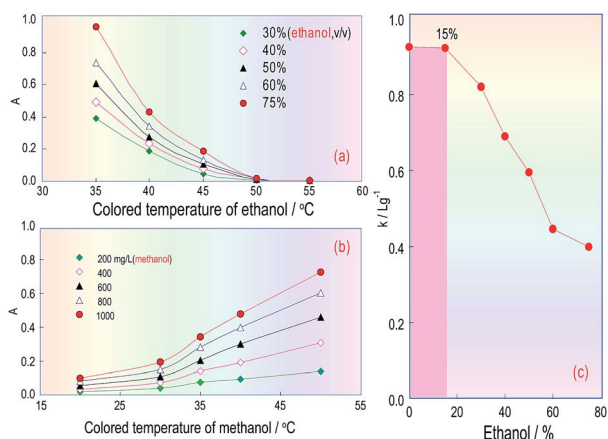 1.0
0.8
0.6
0.4
0.2
0.0
A
30%(ethanol,v/v)
40%
50%
60%
75%
(a)
30 35 40 45 50 55 60
Colored temperature of ethanol / °C
1.0
0.8
0.6
0.4
0.2
0.0
A
(b)
200 mg/L(methanol)
400
600
800
1000
15 25 35 45 55
Colored temperature of methanol / °C
1.0
0.8
0.6
0.4
0.2
0.0
k / Lg⁻¹
15%
(c)
0 20 40 60 80
Ethanol / %